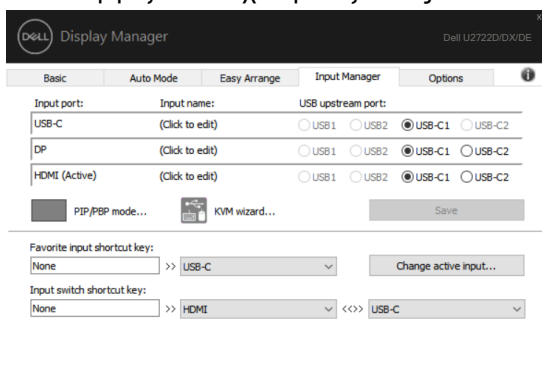 DELL Display Manager Dell U2722D/DX/DE x
Basic Auto Mode Easy Arrange Input Manager Options i
Input port: Input name: USB upstream port:
USB-C (Click to edit) USB1 USB2 USB-C1 USB-C2
DP (Click to edit) USB1 USB2 USB-C1 USB-C2
HDMI (Active) (Click to edit) USB1 USB2 USB-C1 USB-C2
PIP/PBP mode... KVM wizard... Save
Favorite input shortcut key:
None >> USB-C Change active input...
Input switch shortcut key:
None >> HDMI <<>> USB-C